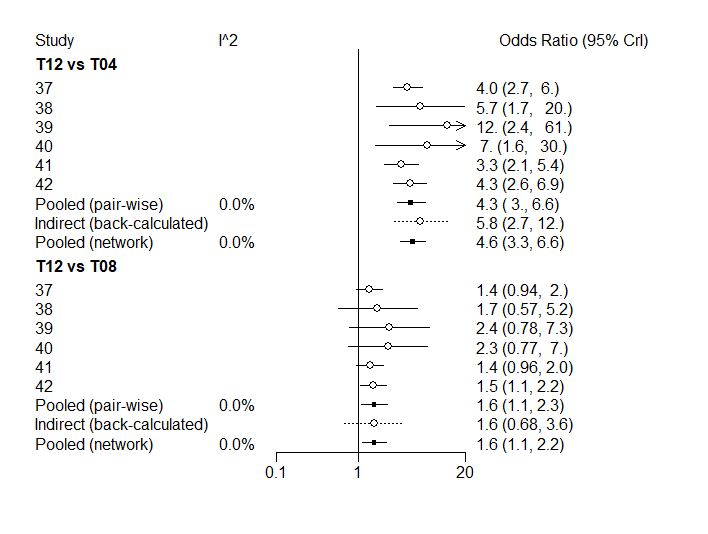 Study I^2 Odds Ratio (95% CrI)
T12 vs T04
37 4.0 (2.7, 6.)
38 5.7 (1.7, 20.)
39 12. (2.4, 61.)
40 7. (1.6, 30.)
41 3.3 (2.1, 5.4)
42 4.3 (2.6, 6.9)
Pooled (pair-wise) 0.0% 4.3 ( 3., 6.6)
Indirect (back-calculated) 5.8 (2.7, 12.)
Pooled (network) 0.0% 4.6 (3.3, 6.6)
T12 vs T08
37 1.4 (0.94, 2.)
38 1.7 (0.57, 5.2)
39 2.4 (0.78, 7.3)
40 2.3 (0.77, 7.)
41 1.4 (0.96, 2.0)
42 1.5 (1.1, 2.2)
Pooled (pair-wise) 0.0% 1.6 (1.1, 2.3)
Indirect (back-calculated) 1.6 (0.68, 3.6)
Pooled (network) 0.0% 1.6 (1.1, 2.2)
0.1 1 20